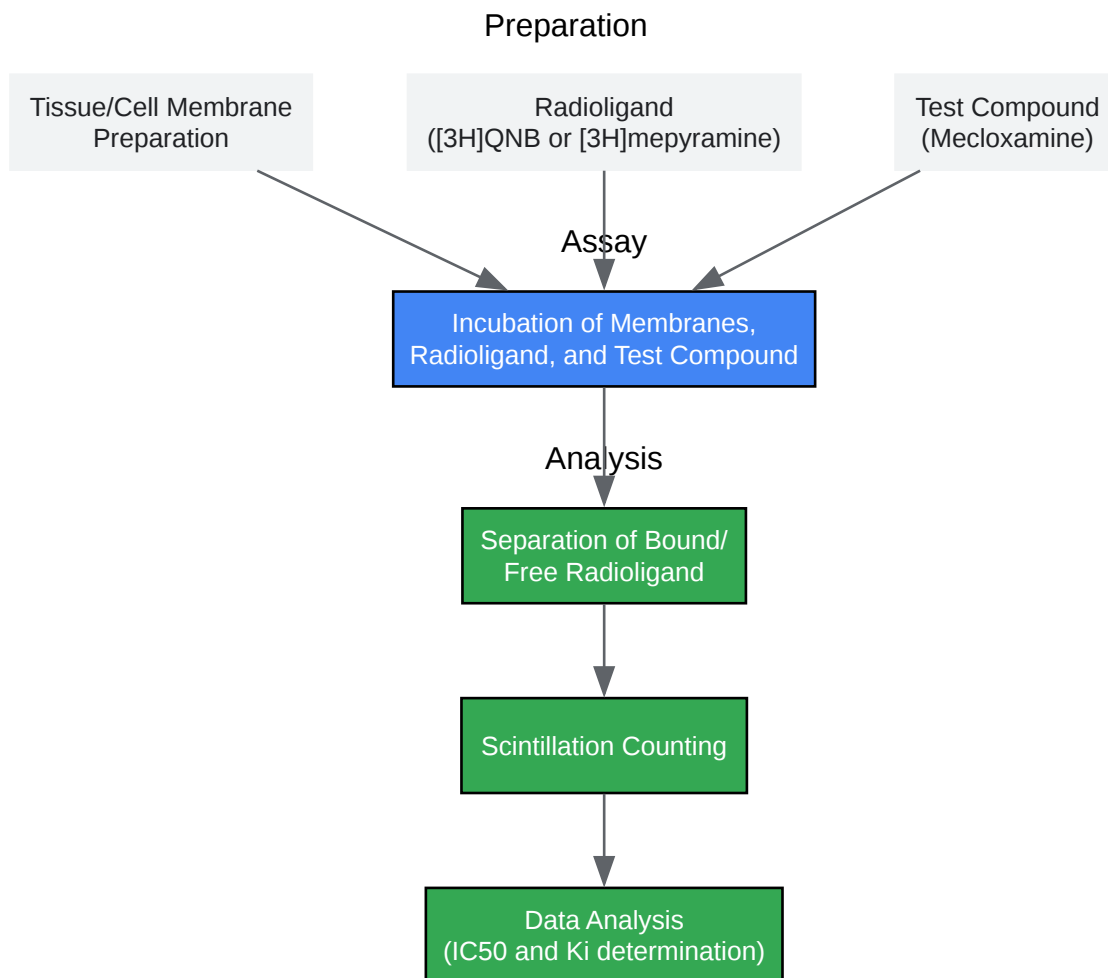 Preparation
Tissue/Cell Membrane
Preparation
Radioligand
([3H]QNB or [3H]mepyramine)
Test Compound
(Mecloxamine)
Assay
Incubation of Membranes,
Radioligand, and Test Compound
Analysis
Separation of Bound/
Free Radioligand
Scintillation Counting
Data Analysis
(IC50 and Ki determination)